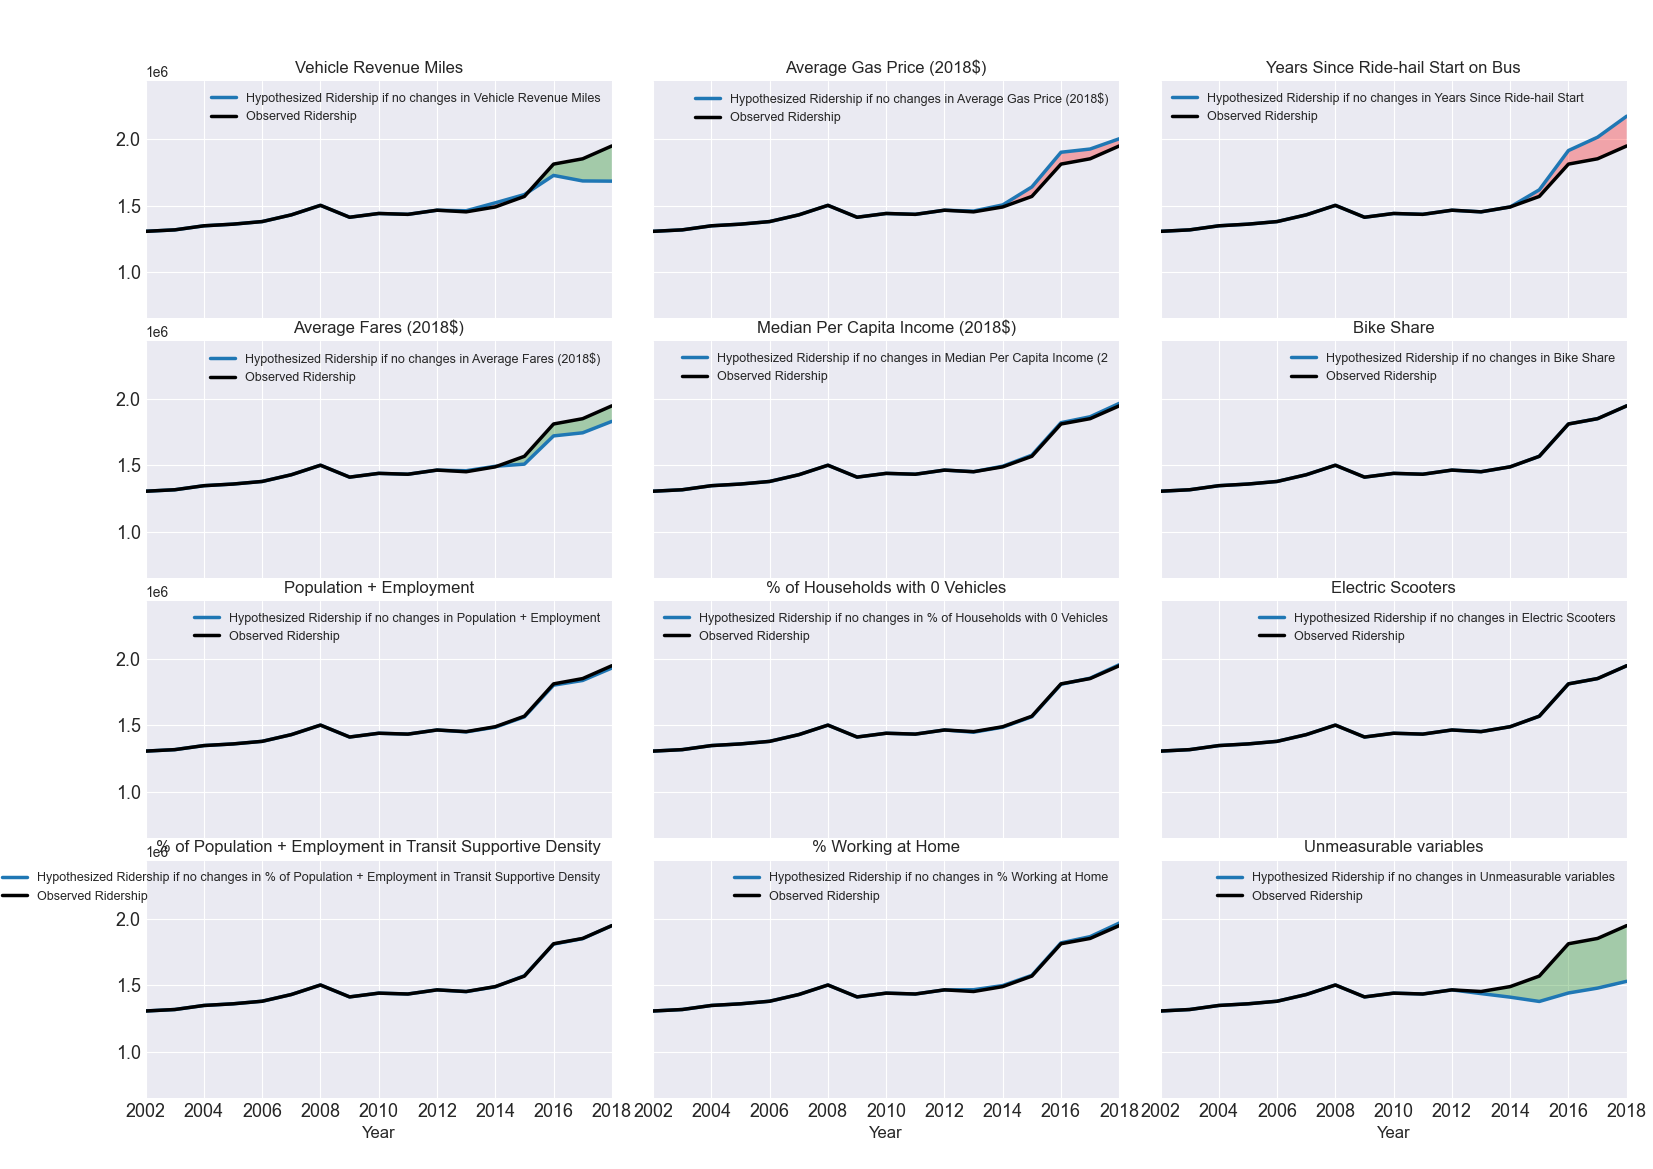 Vehicle Revenue Miles
1e6
Hypothesized Ridership if no changes in Vehicle Revenue Miles
Observed Ridership
2.0
1.5
1.0
Average Gas Price (2018$)
Hypothesized Ridership if no changes in Average Gas Price (2018$)
Observed Ridership
Years Since Ride-hail Start on Bus
Hypothesized Ridership if no changes in Years Since Ride-hail Start
Observed Ridership
Average Fares (2018$)
1e6
Hypothesized Ridership if no changes in Average Fares (2018$)
Observed Ridership
2.0
1.5
1.0
Median Per Capita Income (2018$)
Hypothesized Ridership if no changes in Median Per Capita Income (2
Observed Ridership
Bike Share
Hypothesized Ridership if no changes in Bike Share
Observed Ridership
Population + Employment
1e6
Hypothesized Ridership if no changes in Population + Employment
Observed Ridership
2.0
1.5
1.0
% of Households with 0 Vehicles
Hypothesized Ridership if no changes in % of Households with 0 Vehicles
Observed Ridership
Electric Scooters
Hypothesized Ridership if no changes in Electric Scooters
Observed Ridership
% of Population + Employment in Transit Supportive Density
1e6
Hypothesized Ridership if no changes in % of Population + Employment in Transit Supportive Density
Observed Ridership
2.0
1.5
1.0
2002 2004 2006 2008 2010 2012 2014 2016 2018
Year
% Working at Home
Hypothesized Ridership if no changes in % Working at Home
Observed Ridership
2002 2004 2006 2008 2010 2012 2014 2016 2018
Year
Unmeasurable variables
Hypothesized Ridership if no changes in Unmeasurable variables
Observed Ridership
2002 2004 2006 2008 2010 2012 2014 2016 2018
Year